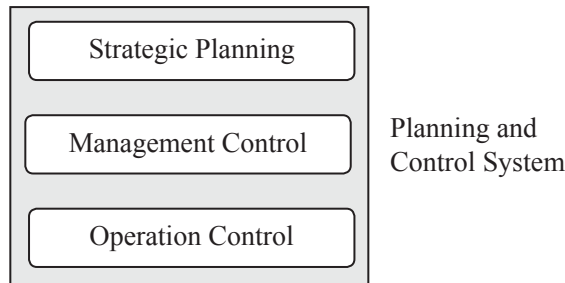 Strategic Planning
Management Control
Planning and
Control System
Operation Control